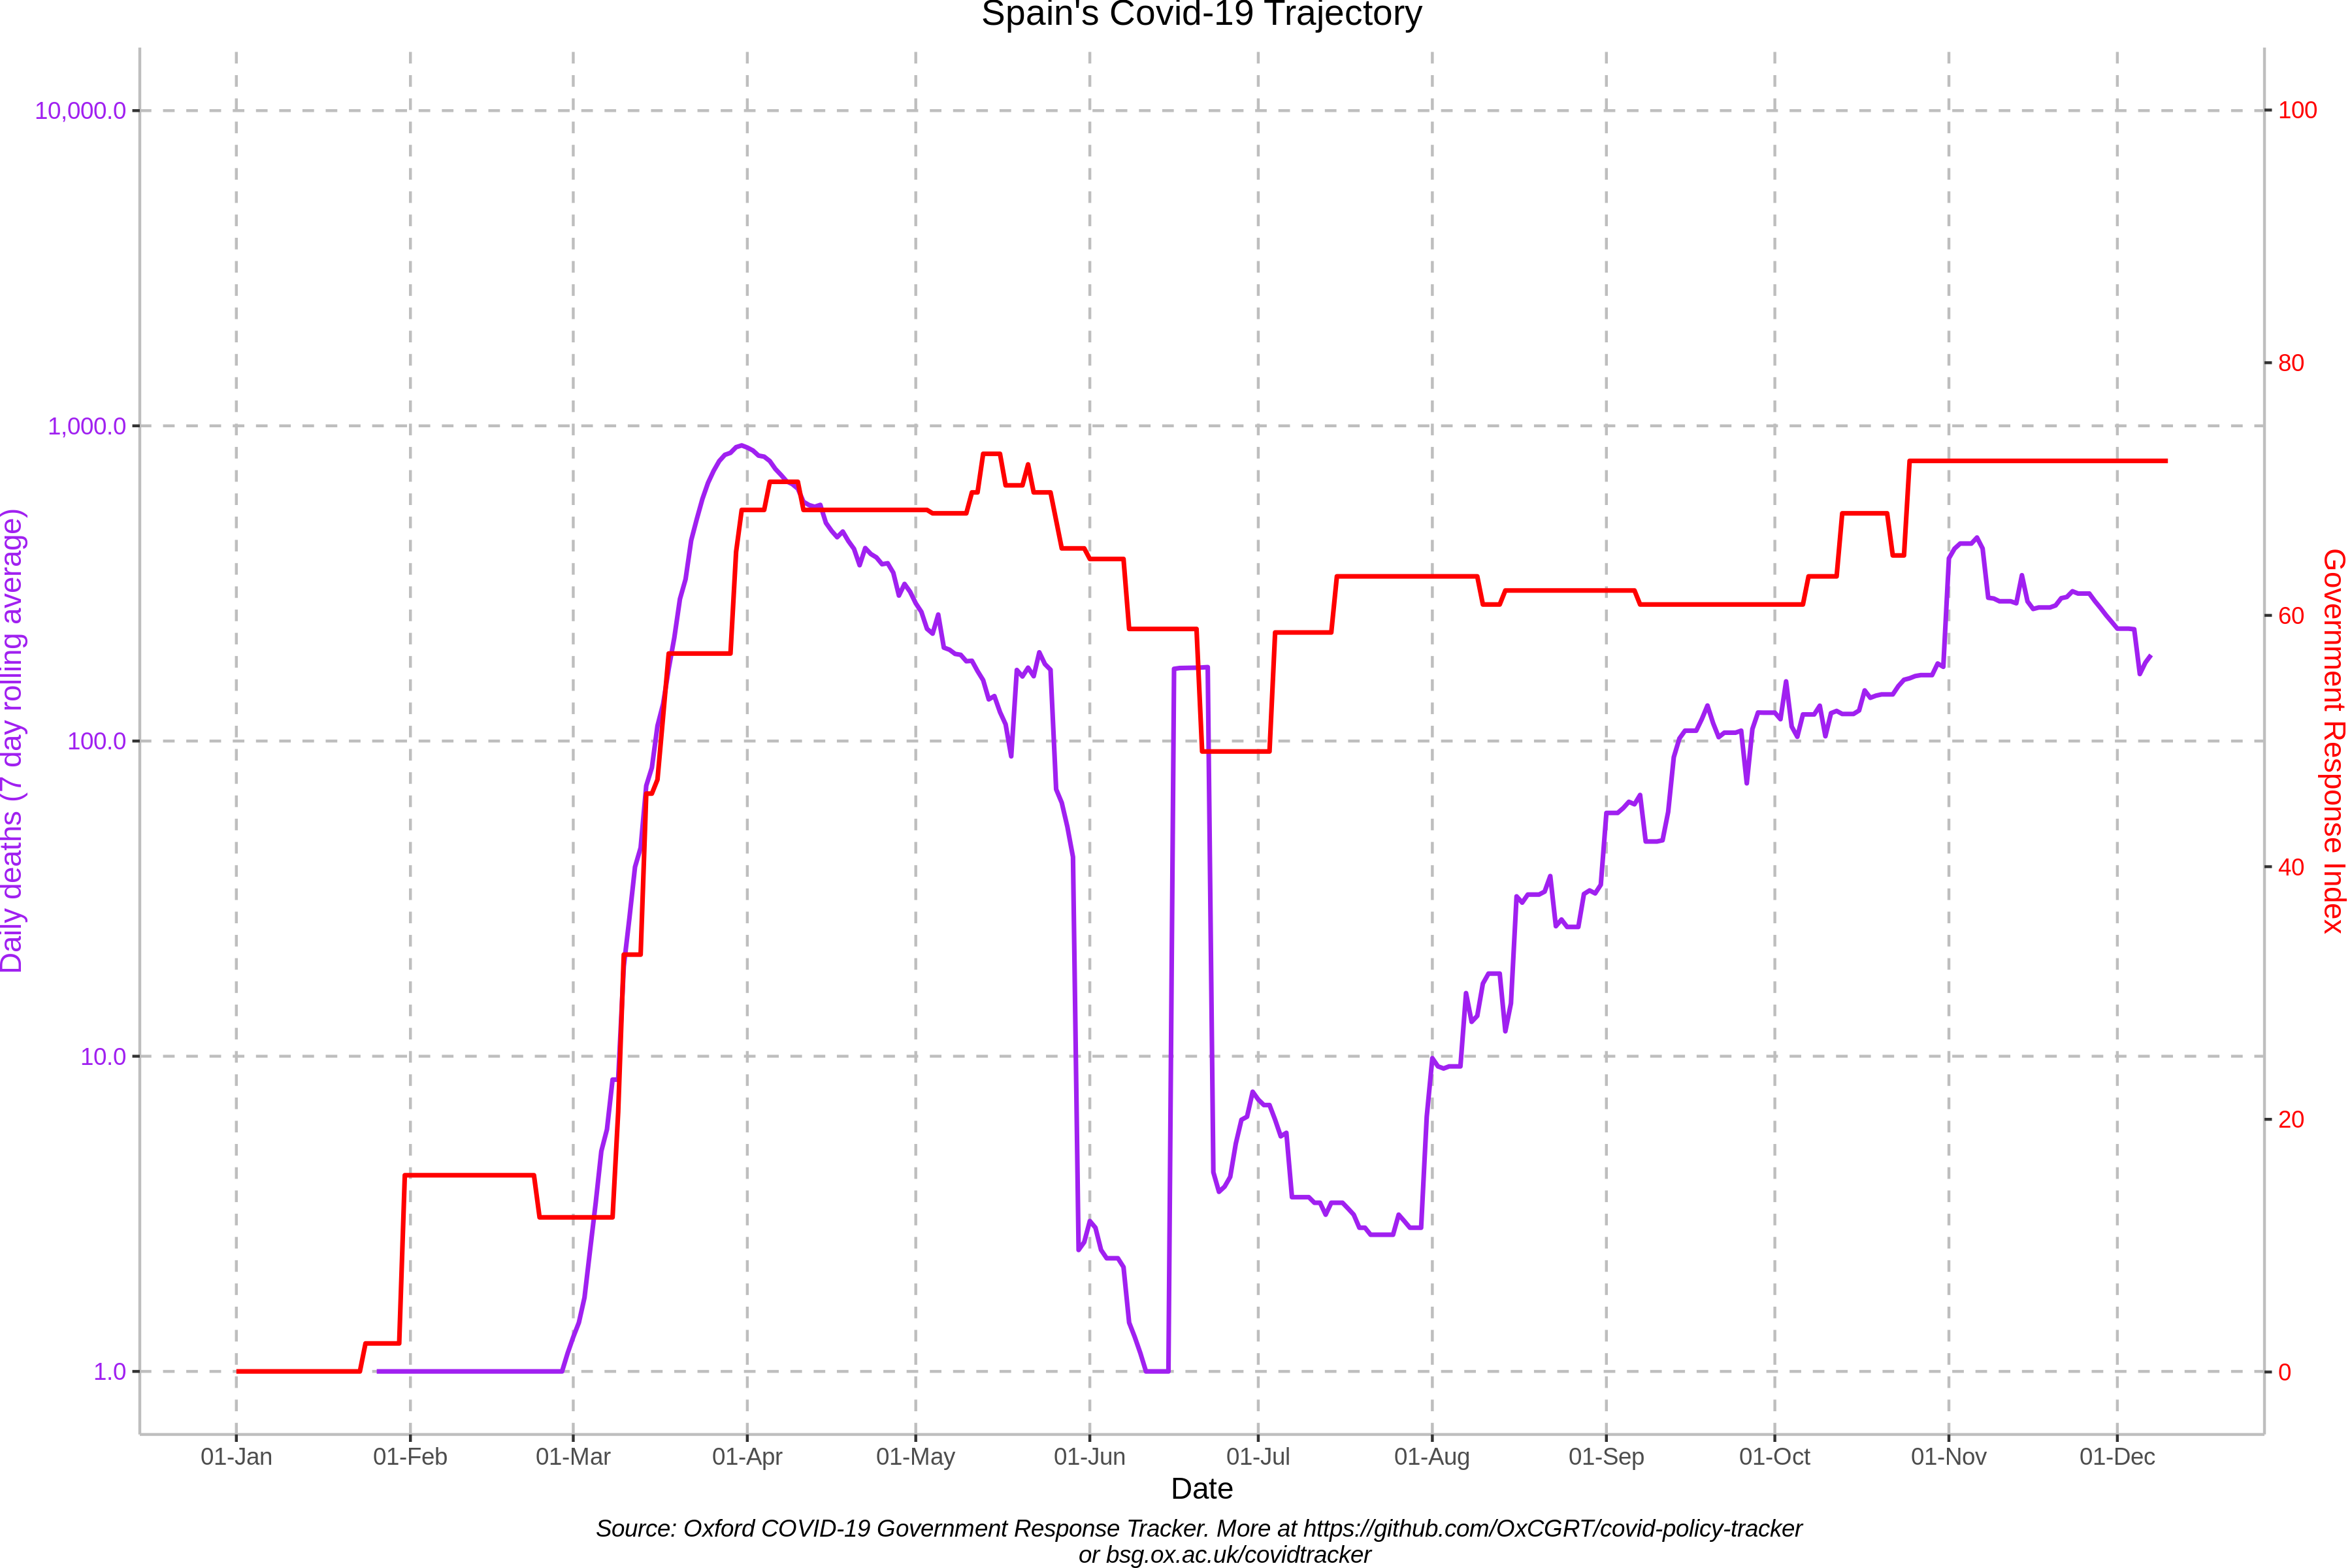 Spain's Covid-19 Trajectory
Daily deaths (7 day rolling average)
10,000.0
1,000.0
100.0
10.0
1.0
100
80
60
40
20
0
Government Response Index
01-Jan
01-Feb
01-Mar
01-Apr
01-May
01-Jun
01-Jul
01-Aug
01-Sep
01-Oct
01-Nov
01-Dec
Date
Source: Oxford COVID-19 Government Response Tracker. More at https://github.com/OxCGRT/covid-policy-tracker
or bsg.ox.ac.uk/covidtracker